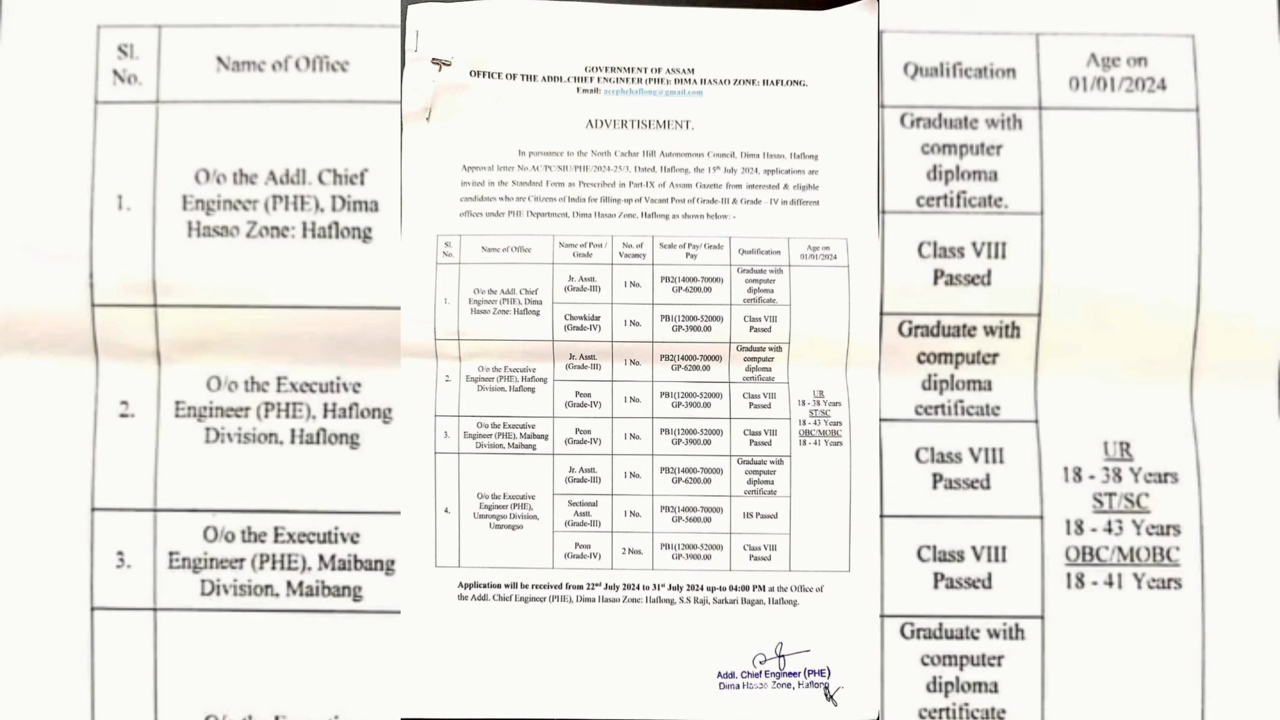 GOVERNMENT OF ASSAM
OFFICE OF THE ADDL.CHIEF ENGINEER (PHE): DIMA HASAO ZONE: HAFLONG.
Email: acephehaflong@gmail.com
ADVERTISEMENT.
In pursuance to the North Cachar Hill Autonomous Council, Dima Hasao, Haflong
Approval letter Dated, Haflong, the 15th July 2024, applications are
invited in the Standard Form as Prescribed in Part-IX of Assam Gazette from interested & eligible
candidates who are Citizens of India for filling-up of Vacant Post of Grade-III & Grade – IV in different
offices under PHE Department, Dima Hasao Zone, Haflong as shown below: -
Sl. No. Name of Office Name of Post / Grade No. of Vacancy Scale of Pay/ Grade Pay Qualification Age on 01/01/2024
1. O/o the Addl. Chief Engineer (PHE), Dima Hasao Zone: Haflong
Jr. Asstt. (Grade-III) 1 No. PB2(14000-70000) GP-6200.00 Graduate with computer diploma certificate.
Chowkidar (Grade-IV) 1 No. PB1(12000-52000) GP-3900.00 Class VIII Passed
2. O/o the Executive Engineer (PHE), Haflong Division, Haflong
Jr. Asstt. (Grade-III) 1 No. PB2(14000-70000) GP-6200.00 Graduate with computer diploma certificate
Peon (Grade-IV) 1 No. PB1(12000-52000) GP-3900.00 Class VIII Passed
3. O/o the Executive Engineer (PHE), Maibang Division, Maibang
Peon (Grade-IV) 1 No. PB1(12000-52000) GP-3900.00 Class VIII Passed
4. O/o the Executive Engineer (PHE), Umrongso Division, Umrongso
Jr. Asstt. (Grade-III) 1 No. PB2(14000-70000) GP-6200.00 Graduate with computer diploma certificate
Sectional Asstt. (Grade-III) 1 No. PB2(14000-70000) GP-5600.00 HS Passed
Peon (Grade-IV) 2 Nos. PB1(12000-52000) GP-3900.00 Class VIII Passed
UR
18 - 38 Years
ST/SC
18 - 43 Years
OBC/MOBC
18 - 41 Years
Application will be received from 22nd July 2024 to 31st July 2024 up-to 04:00 PM at the Office of
the Addl. Chief Engineer (PHE), Dima Hasao Zone: Haflong, S.S Raji, Sarkari Bagan, Haflong.
Addl. Chief Engineer (PHE)
Dima Hasao Zone, Haflong
Sl.
No.
Name of Office
1.
O/o the Addl. Chief
Engineer (PHE), Dima
Hasao Zone: Haflong
2.
O/o the Executive
Engineer (PHE), Haflong
Division, Haflong
3.
O/o the Executive
Engineer (PHE), Maibang
Division, Maibang
Qualification
Age on
01/01/2024
Graduate with
computer
diploma
certificate.
Class VIII
Passed
Graduate with
computer
diploma
certificate
Class VIII
Passed
Class VIII
Passed
Graduate with
computer
diploma
certificate
UR
18 - 38 Years
ST/SC
18 - 43 Years
OBC/MOBC
18 - 41 Years